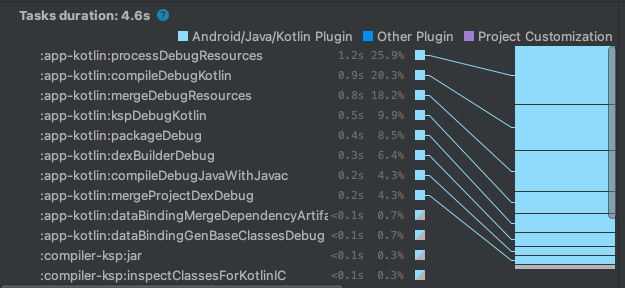 Tasks duration: 4.6s ?
Android/Java/Kotlin Plugin Other Plugin Project Customization
:app-kotlin:processDebugResources 1.2s 25.9%
:app-kotlin:compileDebugKotlin 0.9s 20.3%
:app-kotlin:mergeDebugResources 0.8s 18.2%
:app-kotlin:kspDebugKotlin 0.5s 9.9%
:app-kotlin:packageDebug 0.4s 8.5%
:app-kotlin:dexBuilderDebug 0.3s 6.4%
:app-kotlin:compileDebugJavaWithJavac 0.2s 4.3%
:app-kotlin:mergeProjectDexDebug 0.2s 4.3%
:app-kotlin:dataBindingMergeDependencyArtifa <0.1s 0.7%
:app-kotlin:dataBindingGenBaseClassesDebug <0.1s 0.7%
:compiler-ksp:jar <0.1s 0.3%
:compiler-ksp:inspectClassesForKotlinIC <0.1s 0.3%